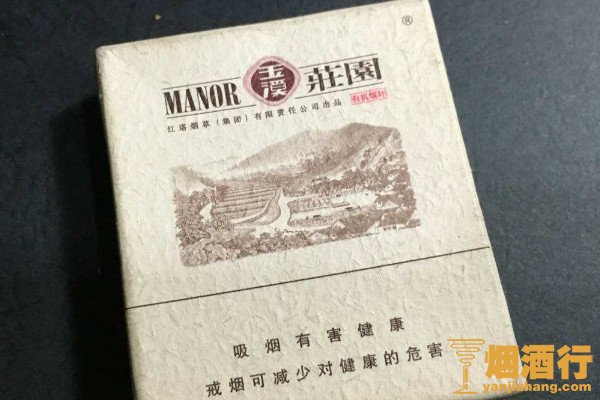 MANOR 玉溪 莊園 ®
有机烟叶
红塔烟草（集团）有限责任公司出品
吸烟有害健康
戒烟可减少对健康的危害
烟酒行
yanjiuhang.com